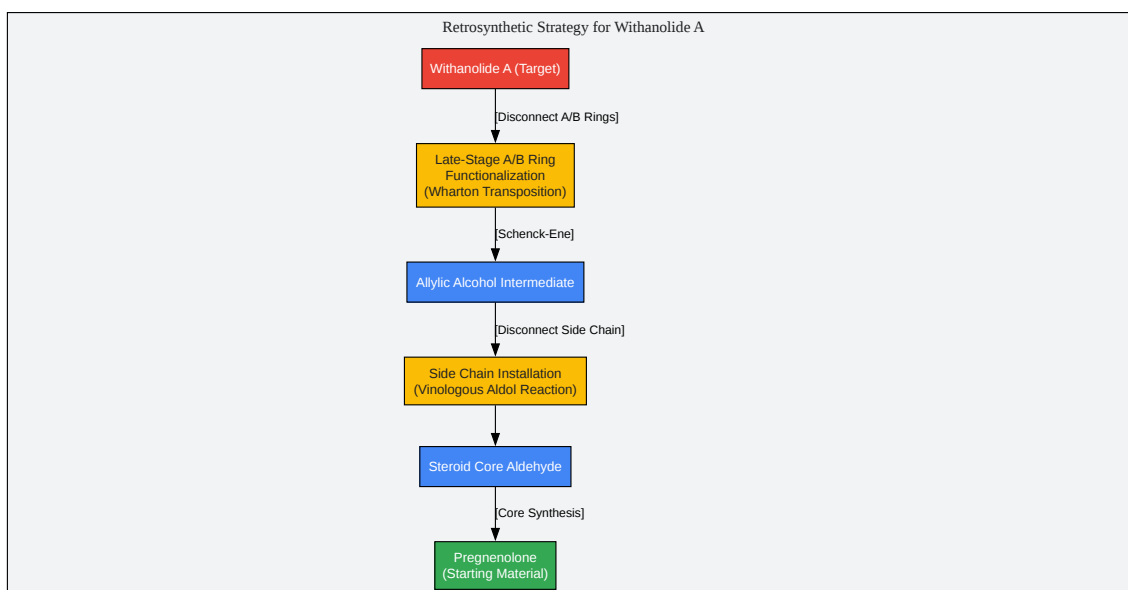 Retrosynthetic Strategy for Withanolide A
Withanolide A (Target)
[Disconnect A/B Rings]
Late-Stage A/B Ring
Functionalization
(Wharton Transposition)
[Schenck-Ene]
Allylic Alcohol Intermediate
[Disconnect Side Chain]
Side Chain Installation
(Vinologous Aldol Reaction)
Steroid Core Aldehyde
[Core Synthesis]
Pregnenolone
(Starting Material)